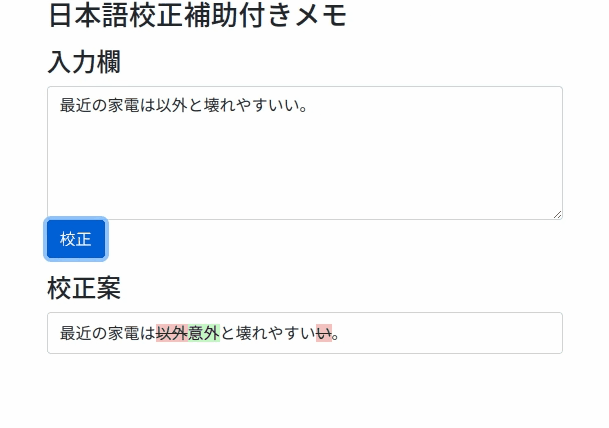 日本語校正補助付きメモ
入力欄
最近の家電は以外と壊れやすいい。
校正
校正案
最近の家電は以外意外と壊れやすいい。